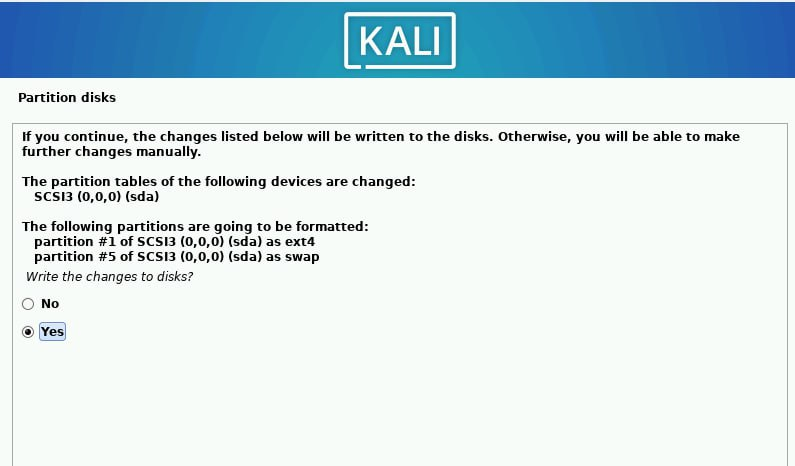 KALI
Partition disks
If you continue, the changes listed below will be written to the disks. Otherwise, you will be able to make
further changes manually.
The partition tables of the following devices are changed:
SCSI3 (0,0,0) (sda)
The following partitions are going to be formatted:
partition #1 of SCSI3 (0,0,0) (sda) as ext4
partition #5 of SCSI3 (0,0,0) (sda) as swap
Write the changes to disks?
No
Yes